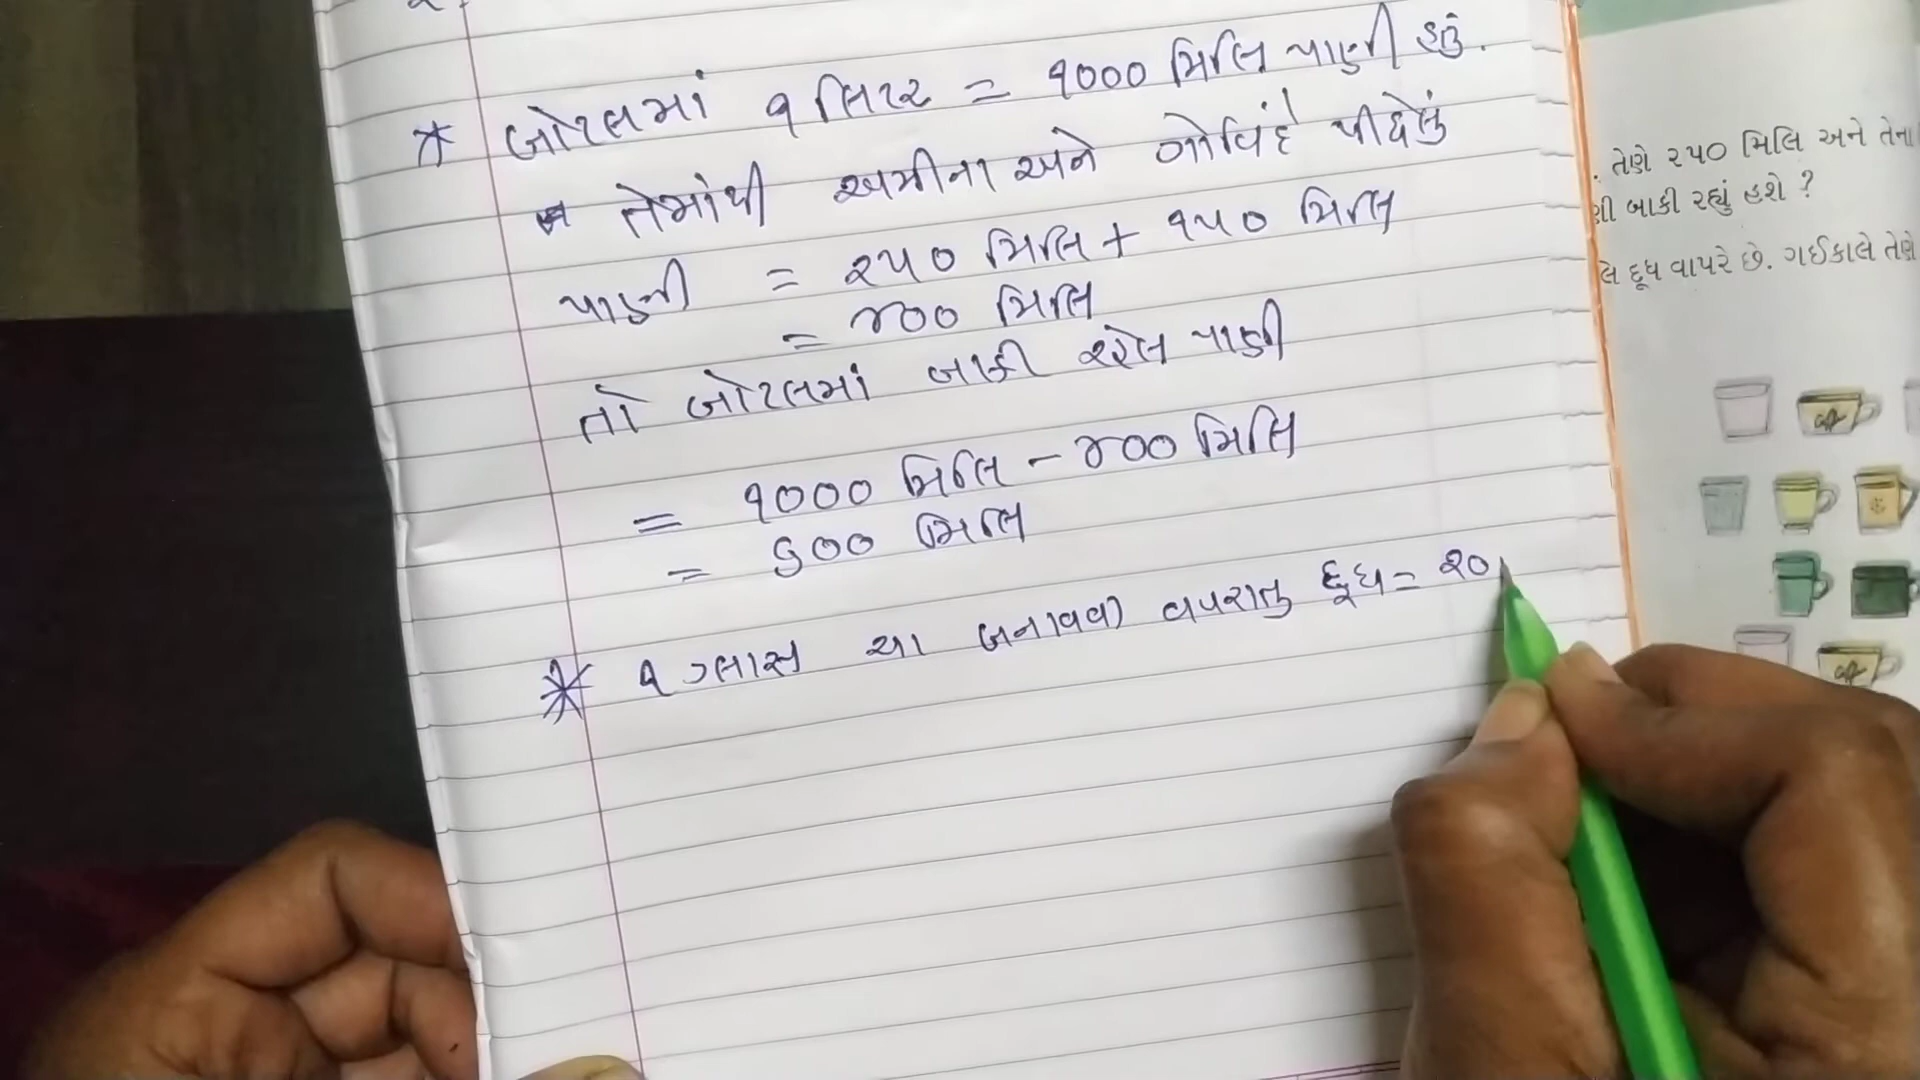 * બોટલમાં ૧ લિટર = ૧૦૦૦ મિલિ પાણી હતું.
તેમાંથી અમીના અને ગોવિંદે પીધેલું
પાણી = ૨૫૦ મિલિ + ૧૫૦ મિલિ
= ૪૦૦ મિલિ
તો બોટલમાં બાકી રહેલ પાણી
= ૧૦૦૦ મિલિ - ૪૦૦ મિલિ
= ૬૦૦ મિલિ
* ૧ ગ્લાસ ચા બનાવવા વપરાતુ દૂધ = ૨૦
. તેણે ૨૫૦ મિલિ અને તેના
ણી બાકી રહ્યું હશે ?
લે દૂધ વાપરે છે. ગઈકાલે તેણે